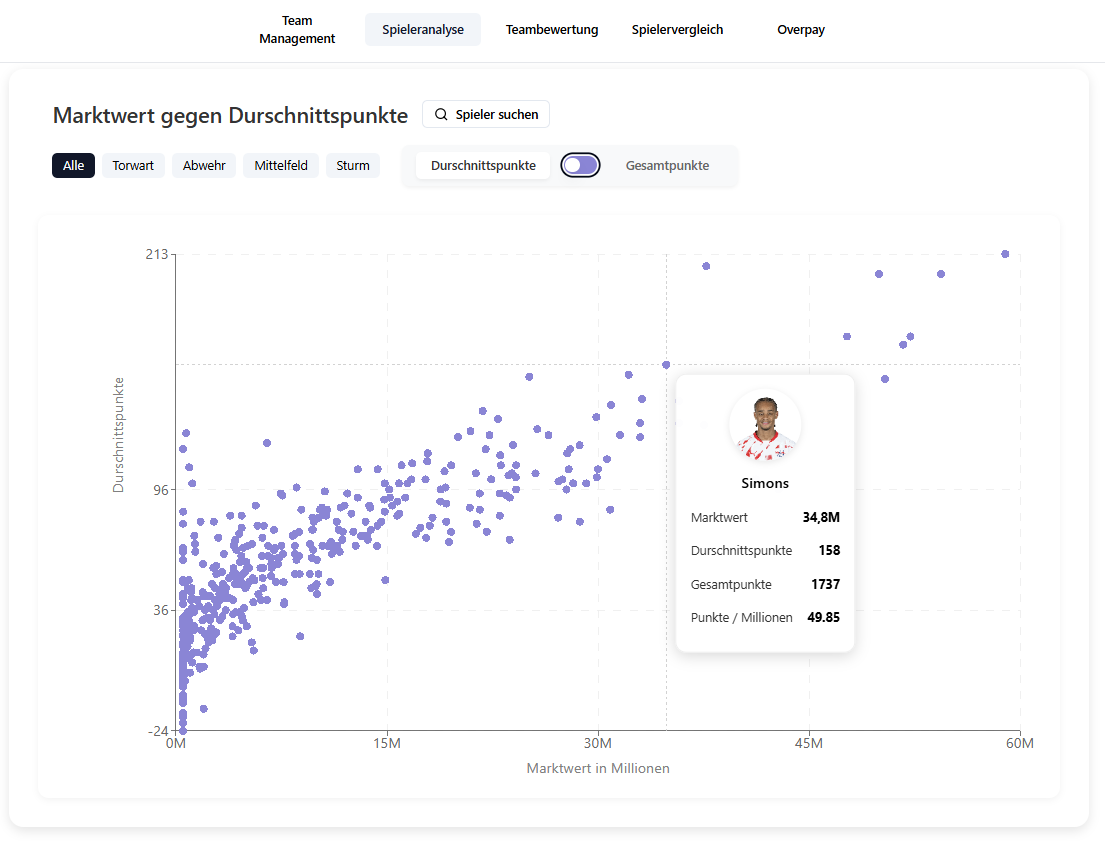 Team
Management
Spieleranalyse
Teambewertung
Spielervergleich
Overpay
Marktwert gegen Durschnittspunkte
Spieler suchen
Alle
Torwart
Abwehr
Mittelfeld
Sturm
Durschnittspunkte
Gesamtpunkte
213
96
36
-24
Durschnittspunkte
0M
15M
30M
45M
60M
Marktwert in Millionen
Simons
Marktwert 34,8M
Durschnittspunkte 158
Gesamtpunkte 1737
Punkte / Millionen 49.85